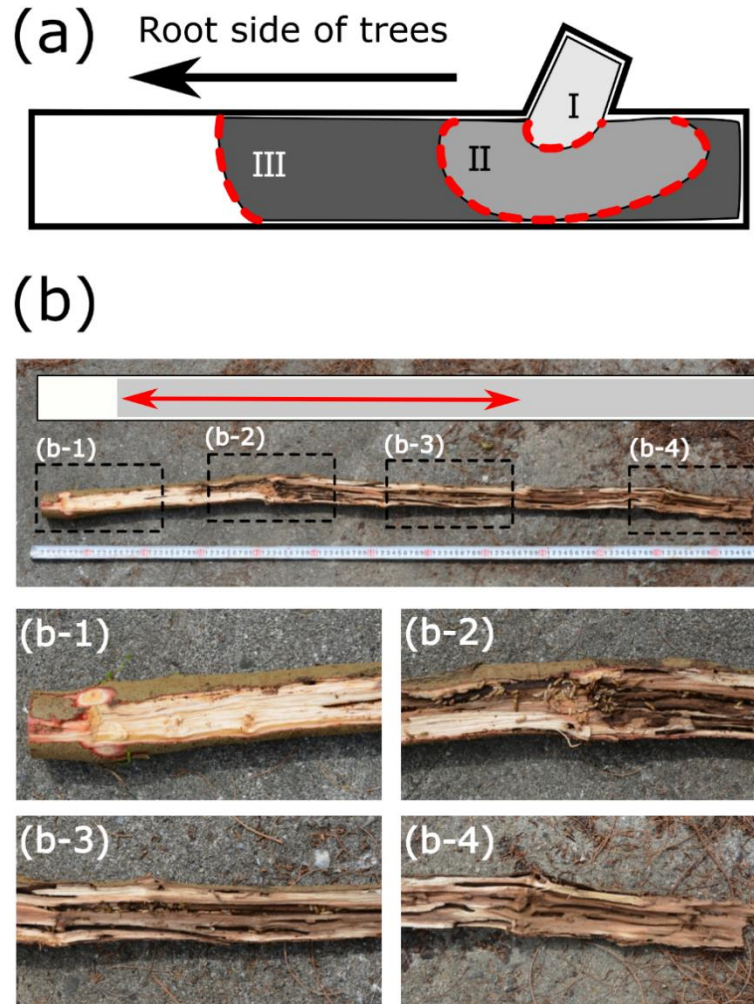 (a)
Root side of trees
I
II
III
(b)
(b-1)
(b-2)
(b-3)
(b-4)
(b-1)
(b-2)
(b-3)
(b-4)